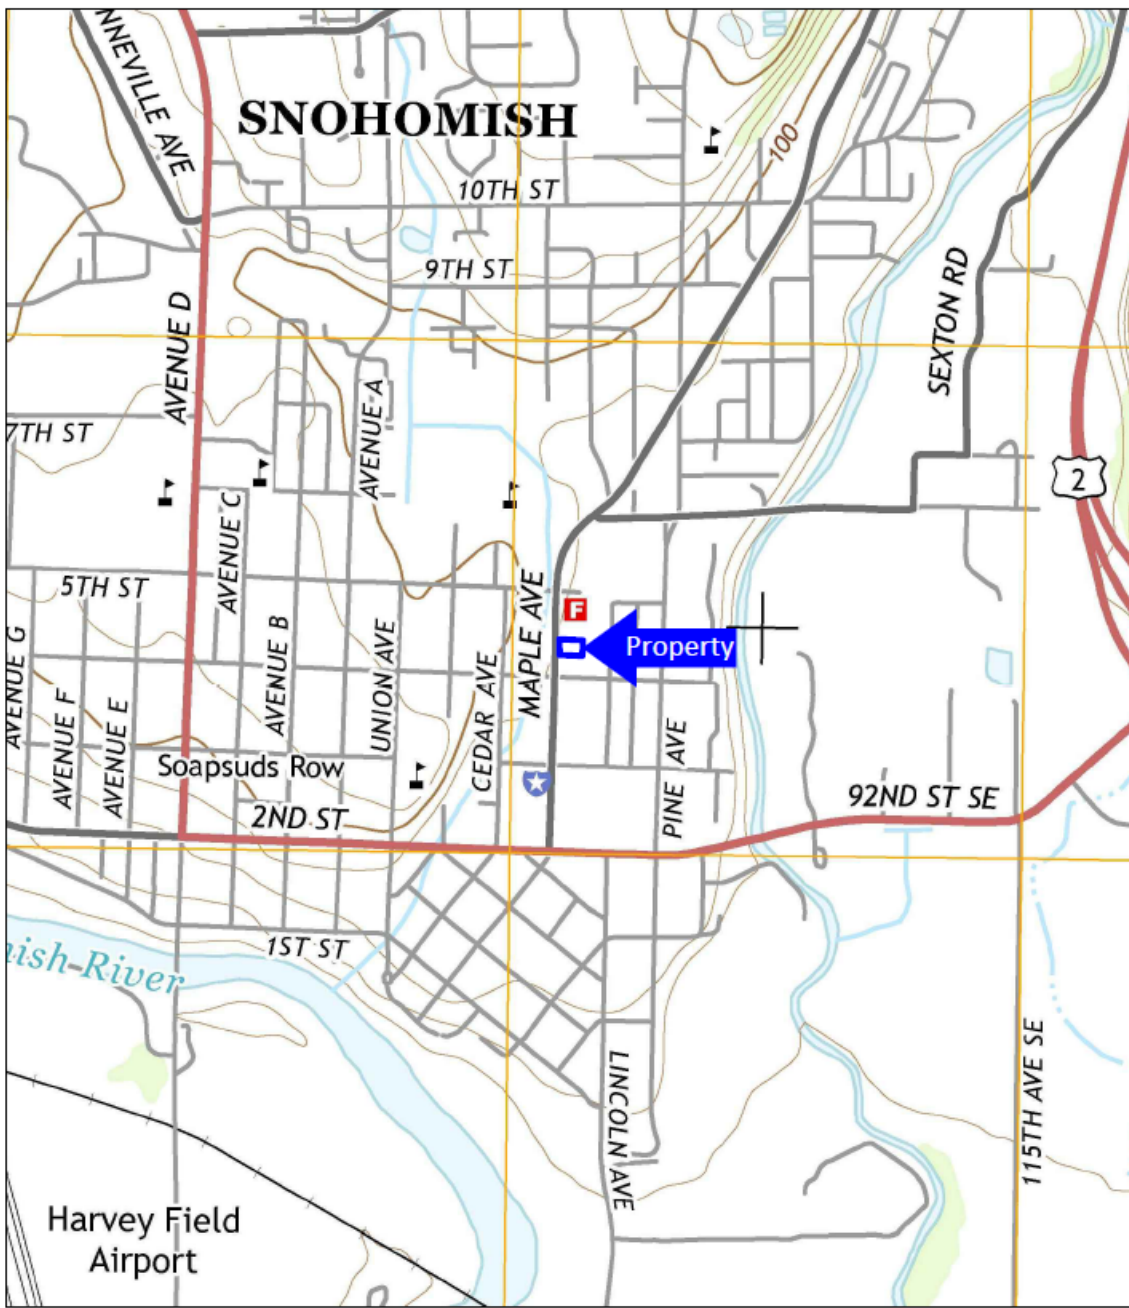 NNEVILLE AVE
SNOHOMISH
100
10TH ST
9TH ST
SEXTON RD
AVENUE D
AVENUE A
7TH ST
2
AVENUE C
5TH ST
MAPLE AVE
F
Property
AVENUE G
AVENUE F
AVENUE E
AVENUE B
UNION AVE
CEDAR AVE
PINE AVE
Soapsuds Row
2ND ST
92ND ST SE
1ST ST
ish River
LINCOLN AVE
115TH AVE SE
Harvey Field
Airport